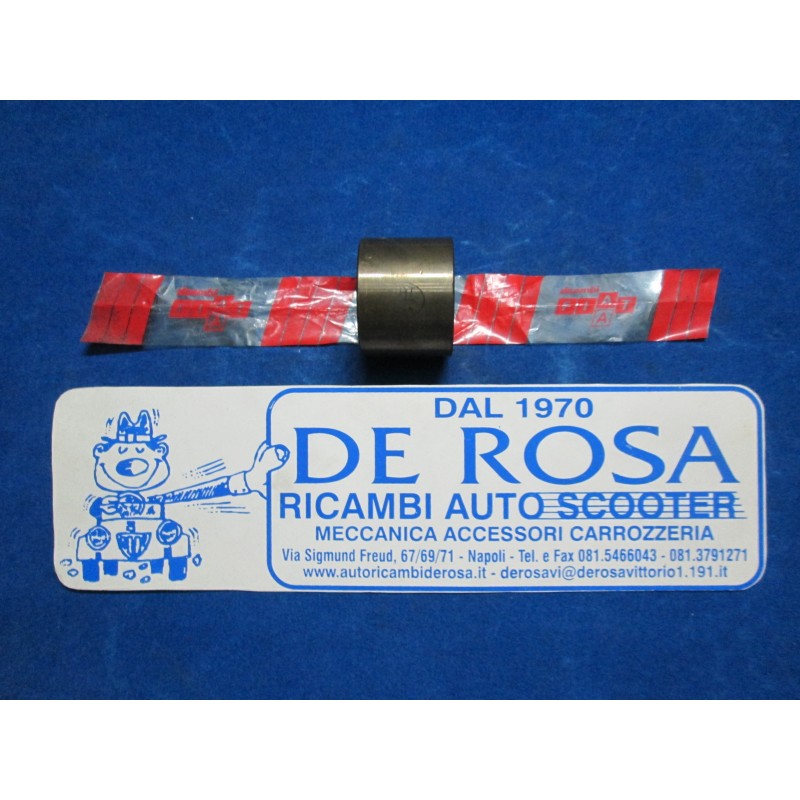 DAL 1970
DE ROSA
RICAMBI AUTO SCOOTER
MECCANICA ACCESSORI CARROZZERIA
Via Sigmund Freud, 67/69/71 - Napoli - Tel. e Fax 081.5466043 - 081.3791271
www.autoricambiderosa.it - derosavi@derosavittorio1.191.it